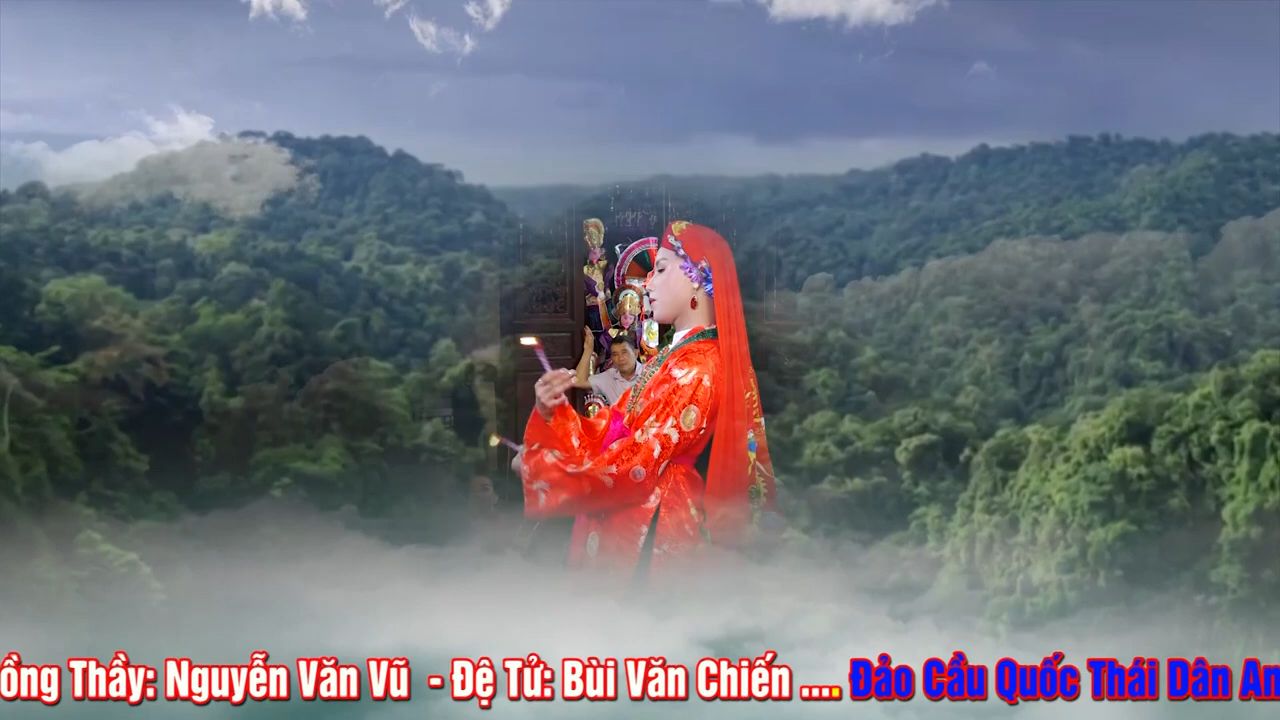 ồng Thầy: Nguyễn Văn Vũ - Đệ Tử: Bùi Văn Chiến .... Đảo Cầu Quốc Thái Dân An